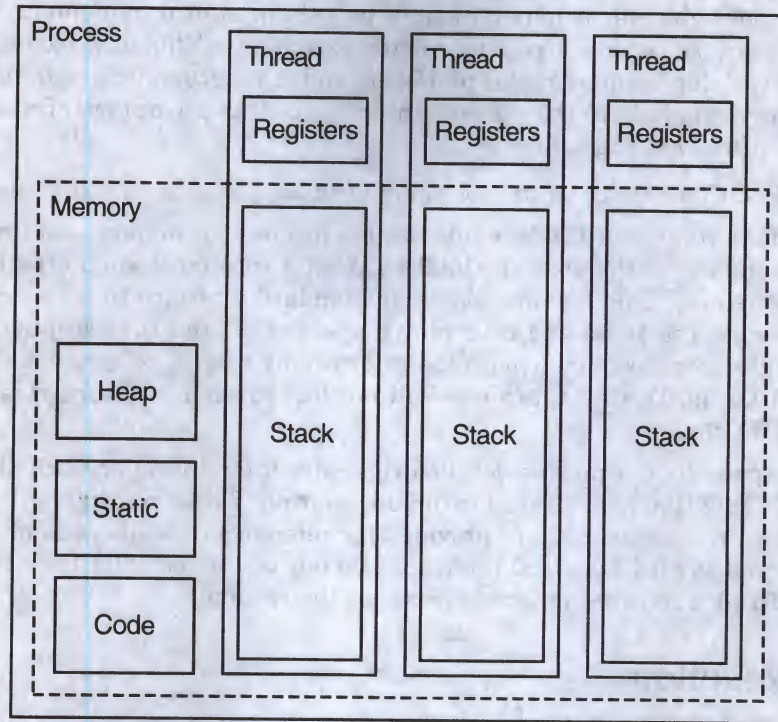 Process
Thread
Thread
Thread
Registers
Registers
Registers
Memory
Heap
Static
Code
Stack
Stack
Stack